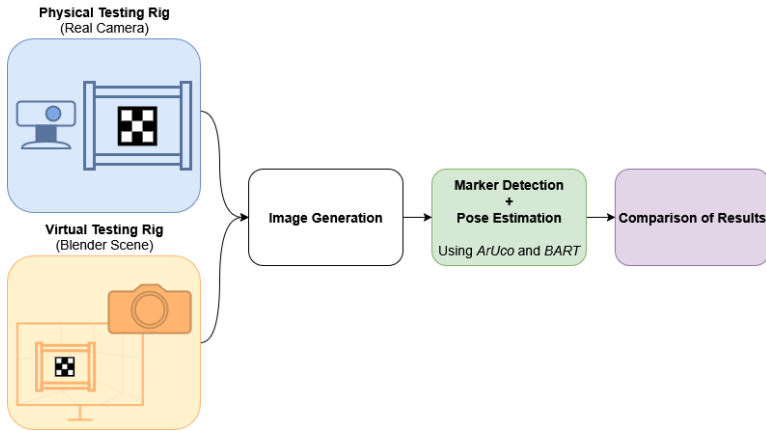 Physical Testing Rig
(Real Camera)
Virtual Testing Rig
(Blender Scene)
Image Generation
Marker Detection
+
Pose Estimation
Using ArUco and BART
Comparison of Results